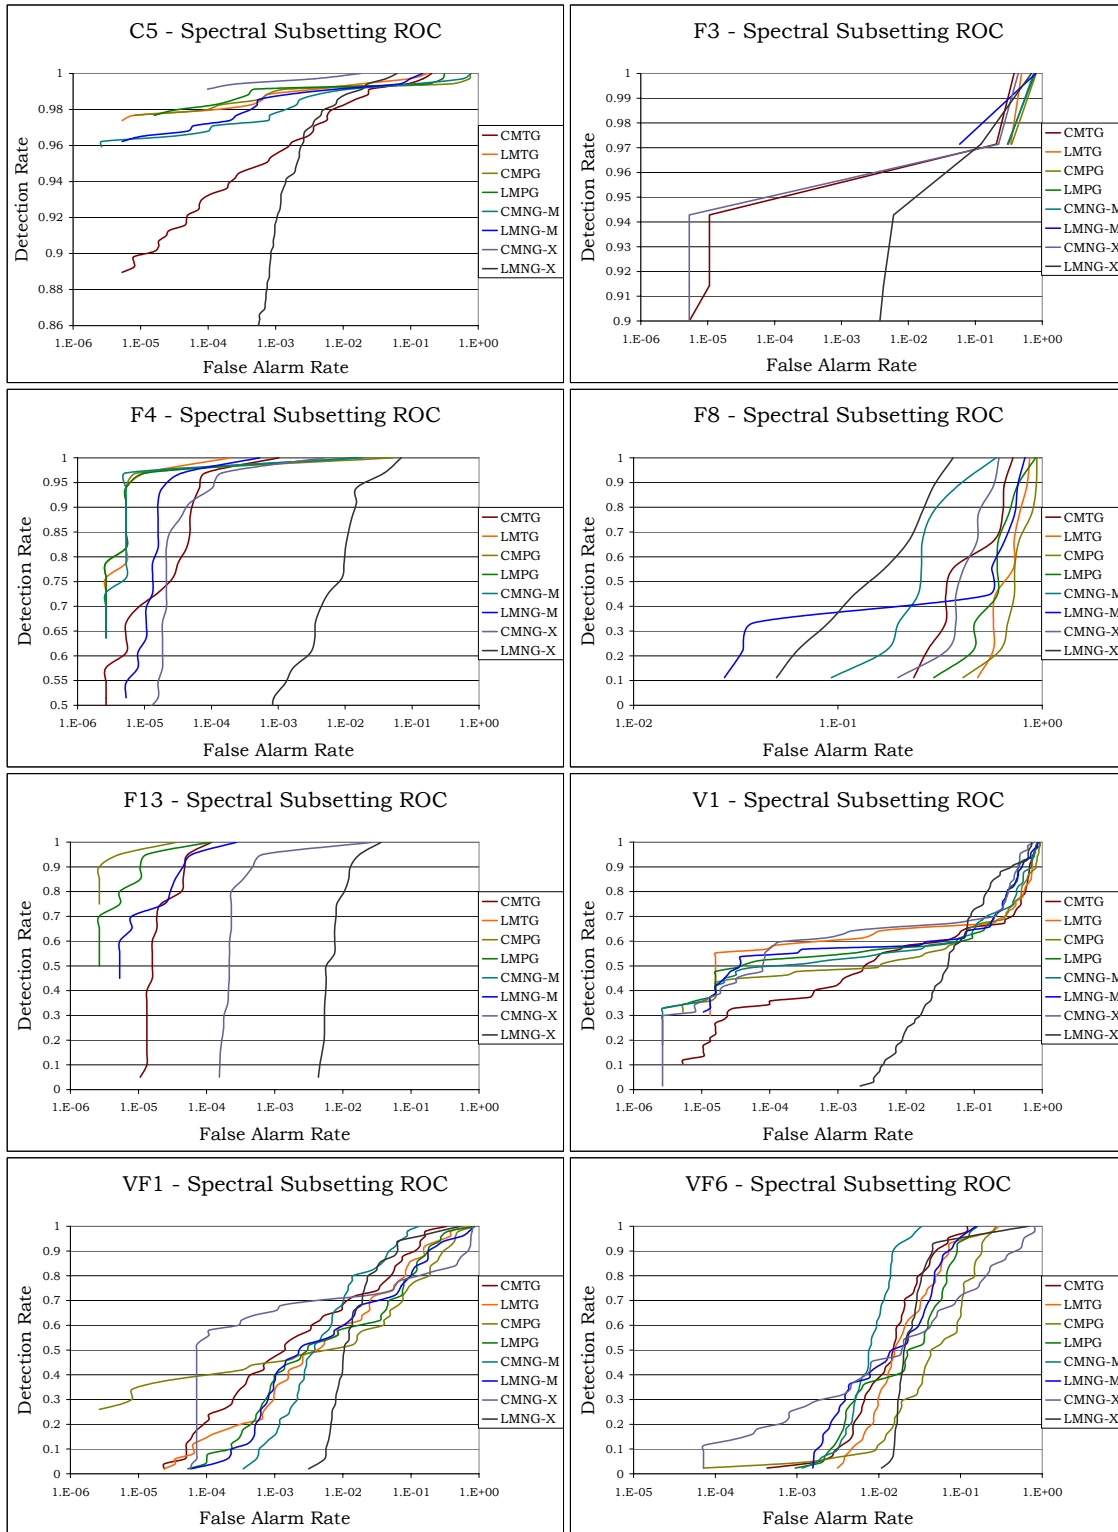 C5 - Spectral Subsetting ROC
1
0.98
0.96
0.94
0.92
0.9
0.88
0.86
Detection Rate
1.E-06 1.E-05 1.E-04 1.E-03 1.E-02 1.E-01 1.E+00
False Alarm Rate
CMTG
LMTG
CMPG
LMPG
CMNG-M
LMNG-M
CMNG-X
LMNG-X
F3 - Spectral Subsetting ROC
1
0.99
0.98
0.97
0.96
0.95
0.94
0.93
0.92
0.91
0.9
Detection Rate
1.E-06 1.E-05 1.E-04 1.E-03 1.E-02 1.E-01 1.E+00
False Alarm Rate
CMTG
LMTG
CMPG
LMPG
CMNG-M
LMNG-M
CMNG-X
LMNG-X
F4 - Spectral Subsetting ROC
1
0.95
0.9
0.85
0.8
0.75
0.7
0.65
0.6
0.55
0.5
Detection Rate
1.E-06 1.E-05 1.E-04 1.E-03 1.E-02 1.E-01 1.E+00
False Alarm Rate
CMTG
LMTG
CMPG
LMPG
CMNG-M
LMNG-M
CMNG-X
LMNG-X
F8 - Spectral Subsetting ROC
1
0.9
0.8
0.7
0.6
0.5
0.4
0.3
0.2
0.1
0
Detection Rate
1.E-02 1.E-01 1.E+00
False Alarm Rate
CMTG
LMTG
CMPG
LMPG
CMNG-M
LMNG-M
CMNG-X
LMNG-X
F13 - Spectral Subsetting ROC
1
0.9
0.8
0.7
0.6
0.5
0.4
0.3
0.2
0.1
0
Detection Rate
1.E-06 1.E-05 1.E-04 1.E-03 1.E-02 1.E-01 1.E+00
False Alarm Rate
CMTG
LMTG
CMPG
LMPG
CMNG-M
LMNG-M
CMNG-X
LMNG-X
V1 - Spectral Subsetting ROC
1
0.9
0.8
0.7
0.6
0.5
0.4
0.3
0.2
0.1
0
Detection Rate
1.E-06 1.E-05 1.E-04 1.E-03 1.E-02 1.E-01 1.E+00
False Alarm Rate
CMTG
LMTG
CMPG
LMPG
CMNG-M
LMNG-M
CMNG-X
LMNG-X
VF1 - Spectral Subsetting ROC
1
0.9
0.8
0.7
0.6
0.5
0.4
0.3
0.2
0.1
0
Detection Rate
1.E-06 1.E-05 1.E-04 1.E-03 1.E-02 1.E-01 1.E+00
False Alarm Rate
CMTG
LMTG
CMPG
LMPG
CMNG-M
LMNG-M
CMNG-X
LMNG-X
VF6 - Spectral Subsetting ROC
1
0.9
0.8
0.7
0.6
0.5
0.4
0.3
0.2
0.1
0
Detection Rate
1.E-05 1.E-04 1.E-03 1.E-02 1.E-01 1.E+00
False Alarm Rate
CMTG
LMTG
CMPG
LMPG
CMNG-M
LMNG-M
CMNG-X
LMNG-X